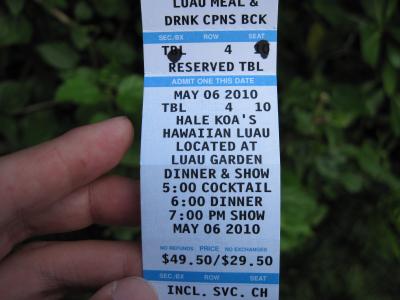 LUAU MEAL &
DRNK CPNS BCK
SEC./BX ROW SEAT
TBL 4 10
RESERVED TBL
ADMIT ONE THIS DATE
MAY 06 2010
TBL 4 10
HALE KOA'S
HAWAIIAN LUAU
LOCATED AT
LUAU GARDEN
DINNER & SHOW
5:00 COCKTAIL
6:00 DINNER
7:00 PM SHOW
MAY 06 2010
NO REFUNDS PRICE NO EXCHANGES
$49.50/$29.50
SEC./BX ROW SEAT
INCL. SVC. CH